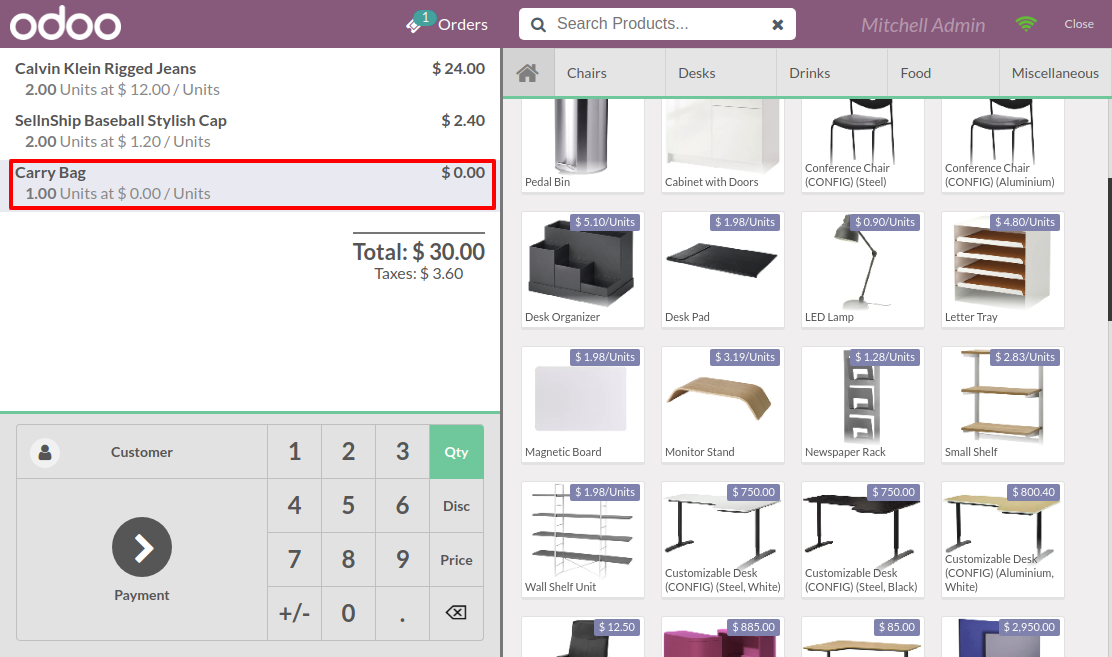 odoo
1
Orders
Search Products...
Mitchell Admin
Close
Calvin Klein Rigged Jeans $ 24.00
2.00 Units at $ 12.00 / Units
SellnShip Baseball Stylish Cap $ 2.40
2.00 Units at $ 1.20 / Units
Carry Bag $ 0.00
1.00 Units at $ 0.00 / Units
Total: $ 30.00
Taxes: $ 3.60
Customer
1 2 3 Qty
4 5 6 Disc
7 8 9 Price
+/- 0 .
Payment
Chairs Desks Drinks Food Miscellaneous
Pedal Bin
Cabinet with Doors
Conference Chair
(CONFIG) (Steel)
Conference Chair
(CONFIG) (Aluminium)
$ 5.10/Units
Desk Organizer
$ 1.98/Units
Desk Pad
$ 0.90/Units
LED Lamp
$ 4.80/Units
Letter Tray
$ 1.98/Units
Magnetic Board
$ 3.19/Units
Monitor Stand
$ 1.28/Units
Newspaper Rack
$ 2.83/Units
Small Shelf
$ 1.98/Units
Wall Shelf Unit
$ 750.00
Customizable Desk
(CONFIG) (Steel, White)
$ 750.00
Customizable Desk
(CONFIG) (Steel, Black)
$ 800.40
Customizable Desk
(CONFIG) (Aluminium,
White)
$ 12.50
$ 885.00
$ 85.00
$ 2,950.00